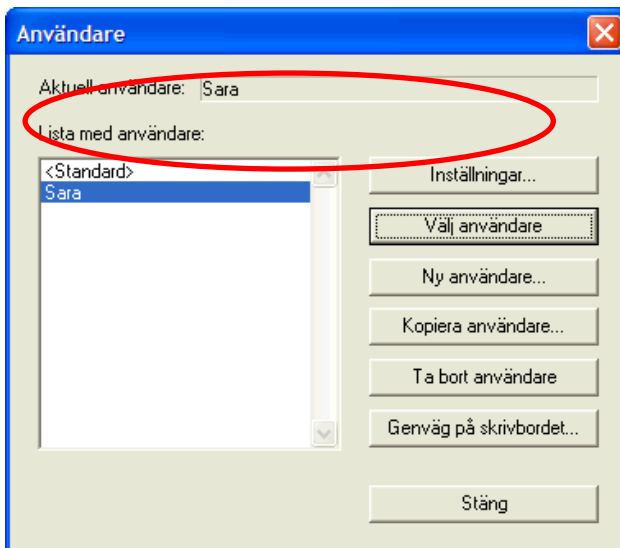 Användare
Aktuell användare: Sara
Lista med användare:
<Standard>
Sara
Inställningar...
Välj användare
Ny användare...
Kopiera användare...
Ta bort användare
Genväg på skrivbordet...
Stäng